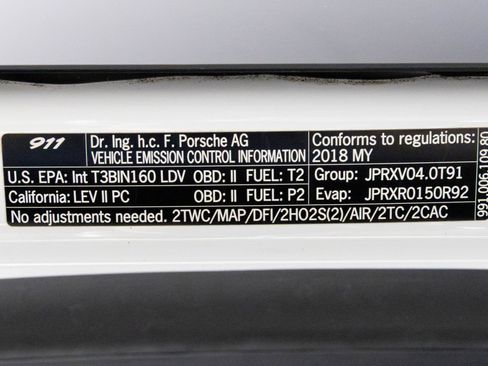 911 Dr. Ing. h.c. F. Porsche AG
VEHICLE EMISSION CONTROL INFORMATION
Conforms to regulations:
2018 MY
U.S. EPA: Int T3BIN160 LDV OBD: II FUEL: T2 Group: JPRXV04.0T91
California: LEV II PC OBD: II FUEL: P2 Evap: JPRXR0150R92
No adjustments needed. 2TWC/MAP/DFI/2HO2S(2)/AIR/2TC/2CAC
991.006.109.80